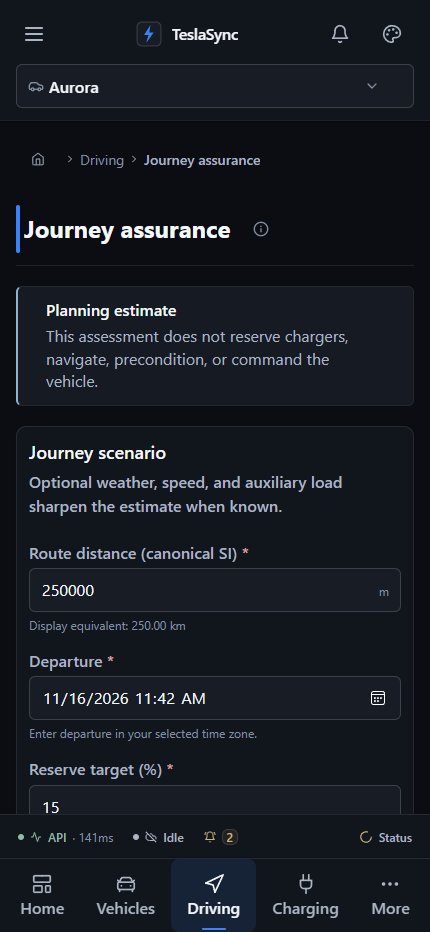 TeslaSync
Aurora
Driving
Journey assurance
Journey assurance
Planning estimate
This assessment does not reserve chargers,
navigate, precondition, or command the
vehicle.
Journey scenario
Optional weather, speed, and auxiliary load
sharpen the estimate when known.
Route distance (canonical SI) *
250000 m
Display equivalent: 250.00 km
Departure *
11/16/2026 11:42 AM
Enter departure in your selected time zone.
Reserve target (%) *
15
API · 141ms Idle 2 Status
Home Vehicles Driving Charging More